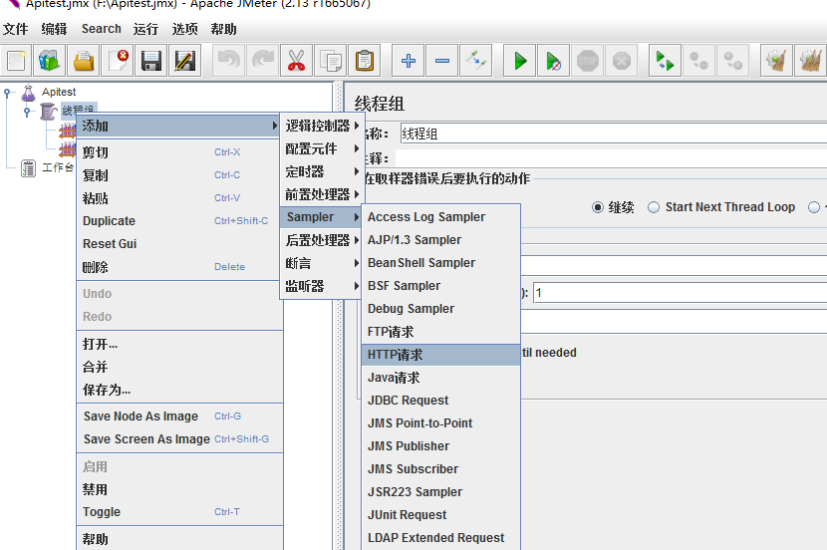 Apitest.jmx (F:\Apitest.jmx) - Apache JMeter (2.13 r1665067)
文件 编辑 Search 运行 选项 帮助
STOP
Apitest
线程组
工作台
添加
剪切 Ctrl-X
复制 Ctrl-C
粘贴 Ctrl-V
Duplicate Ctrl+Shift-C
Reset Gui
删除 Delete
Undo
Redo
打开...
合并
保存为...
Save Node As Image Ctrl-G
Save Screen As Image Ctrl+Shift-G
启用
禁用
Toggle Ctrl-T
帮助
逻辑控制器
配置元件
定时器
前置处理器
Sampler
后置处理器
断言
监听器
Access Log Sampler
AJP/1.3 Sampler
BeanShell Sampler
BSF Sampler
Debug Sampler
FTP请求
HTTP请求
Java请求
JDBC Request
JMS Point-to-Point
JMS Publisher
JMS Subscriber
JSR223 Sampler
JUnit Request
LDAP Extended Request
线程组
名称: 线程组
注释:
在取样器错误后要执行的动作
继续 Start Next Thread Loop
): 1
til needed